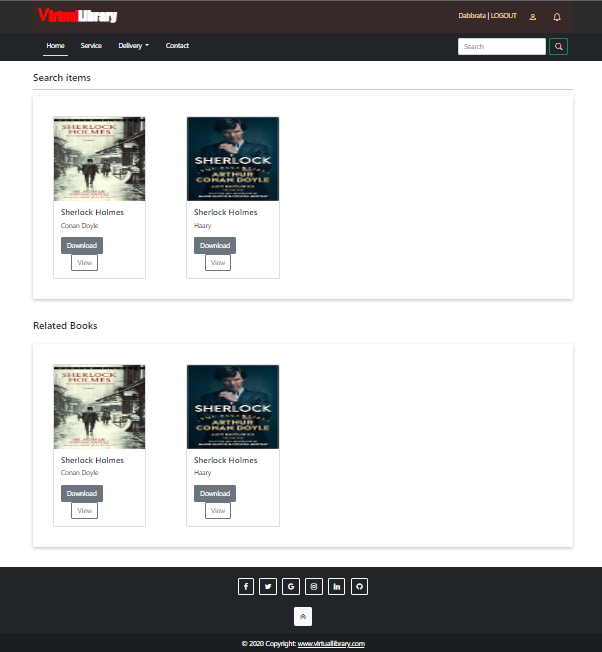 VirtualLibrary
Dabbrata | LOGOUT
Home Service Delivery Contact Search
Search items
SHERLOCK HOLMES
SHERLOCK
ARTHUR
CONAN DOYLE
Sherlock Holmes
Conan Doyle
Download
View
Sherlock Holmes
Haary
Download
View
Related Books
SHERLOCK HOLMES
SHERLOCK
ARTHUR
CONAN DOYLE
Sherlock Holmes
Conan Doyle
Download
View
Sherlock Holmes
Haary
Download
View
© 2020 Copyright: www.virtuallibrary.com